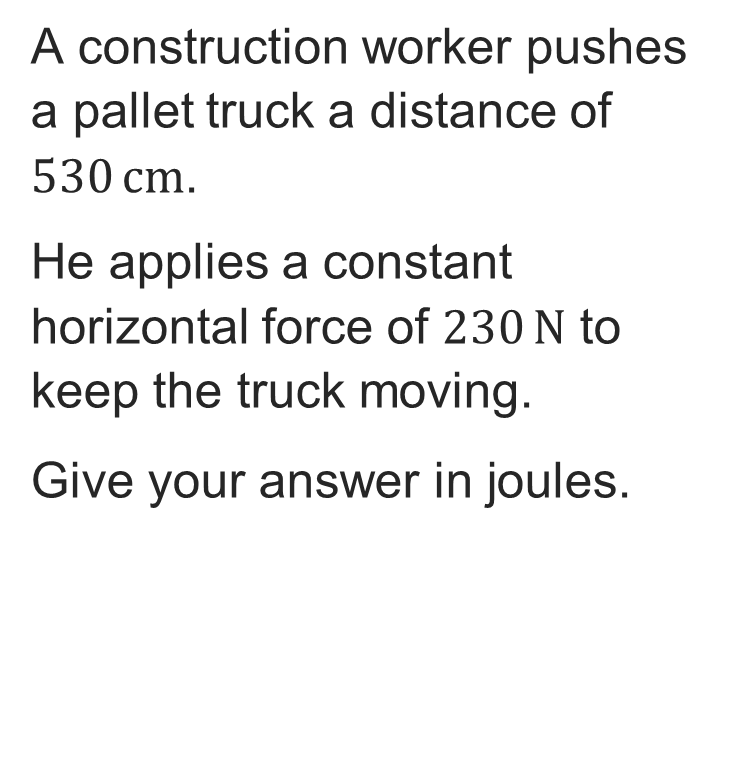 A construction worker pushes
a pallet truck a distance of
530 cm.
He applies a constant
horizontal force of 230 N to
keep the truck moving.
Give your answer in joules.